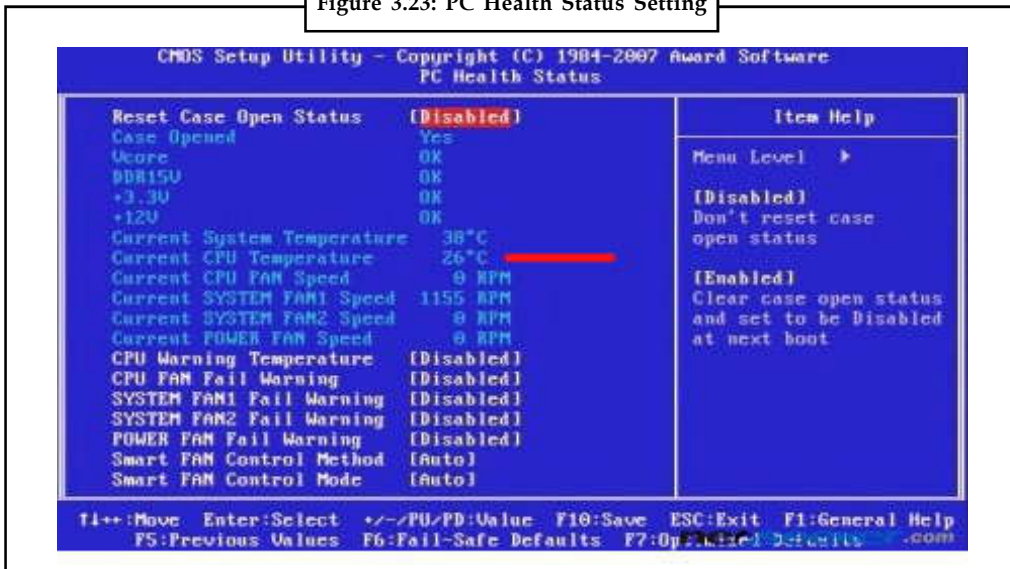 Figure 3.23: PC Health Status Setting
CMOS Setup Utility - Copyright (C) 1984-2007 Award Software
PC Health Status
Reset Case Open Status [Disabled]
Case Opened Yes
Vcore OK
DDR15V OK
+3.3V OK
+12V OK
Current System Temperature 38°C
Current CPU Temperature 26°C
Current CPU FAN Speed 0 RPM
Current SYSTEM FAN1 Speed 1155 RPM
Current SYSTEM FAN2 Speed 0 RPM
Current POWER FAN Speed 0 RPM
CPU Warning Temperature [Disabled]
CPU FAN Fail Warning [Disabled]
SYSTEM FAN1 Fail Warning [Disabled]
SYSTEM FAN2 Fail Warning [Disabled]
POWER FAN Fail Warning [Disabled]
Smart FAN Control Method [Auto]
Smart FAN Control Mode [Auto]
Item Help
Menu Level ►
[Disabled]
Don't reset case
open status
[Enabled]
Clear case open status
and set to be Disabled
at next boot
↑↓→←:Move Enter:Select +/-/PU/PD:Value F10:Save ESC:Exit F1:General Help
F5:Previous Values F6:Fail-Safe Defaults F7:Optimized Defaults
.com